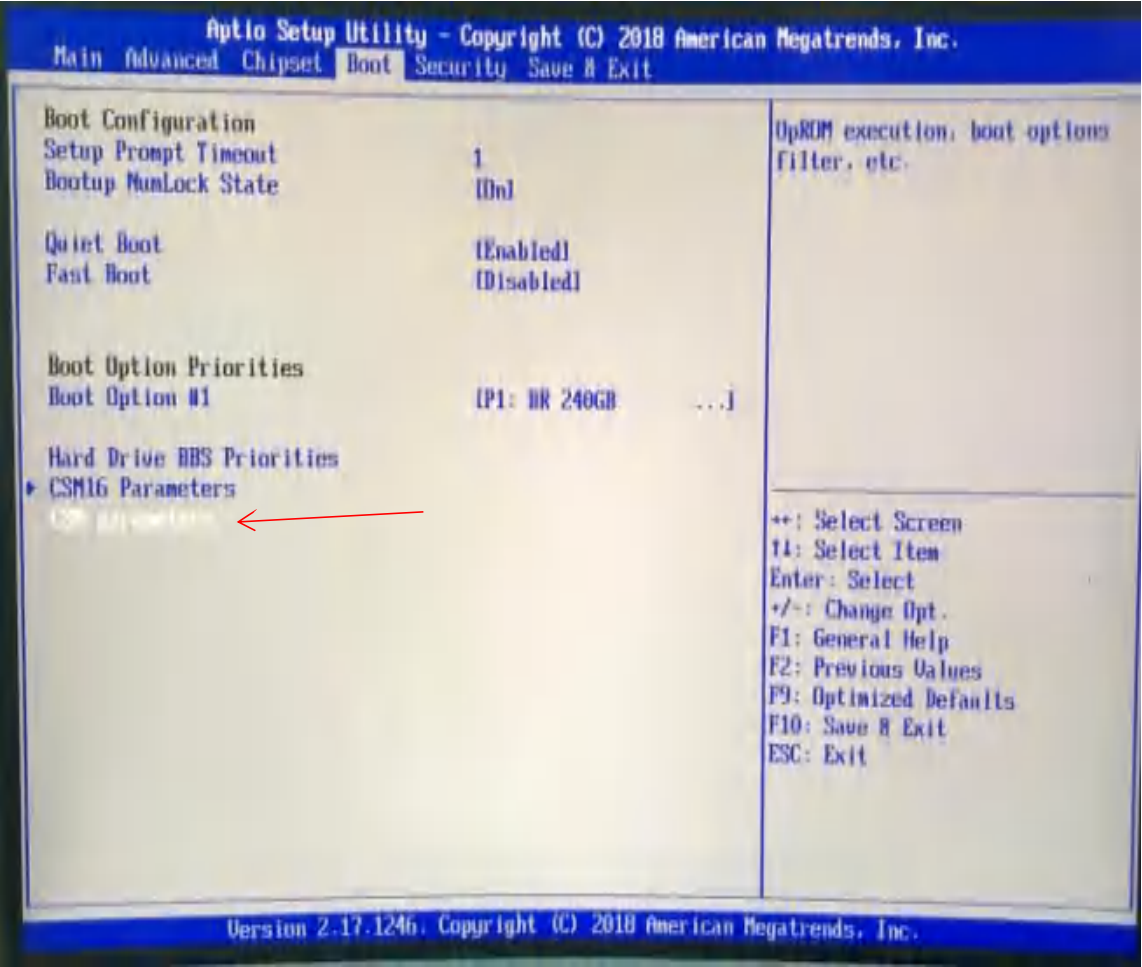 Aptio Setup Utility - Copyright (C) 2018 American Megatrends, Inc.
Main Advanced Chipset Boot Security Save & Exit
Boot Configuration
Setup Prompt Timeout 1
Bootup NumLock State [On]
Quiet Boot [Enabled]
Fast Boot [Disabled]
Boot Option Priorities
Boot Option #1 [P1: BR 240GB ...]
Hard Drive BBS Priorities
CSM16 Parameters
CSM parameters
OpROM execution, boot options
filter, etc.
→←: Select Screen
↑↓: Select Item
Enter: Select
+/-: Change Opt.
F1: General Help
F2: Previous Values
F9: Optimized Defaults
F10: Save & Exit
ESC: Exit
Version 2.17.1246. Copyright (C) 2018 American Megatrends, Inc.